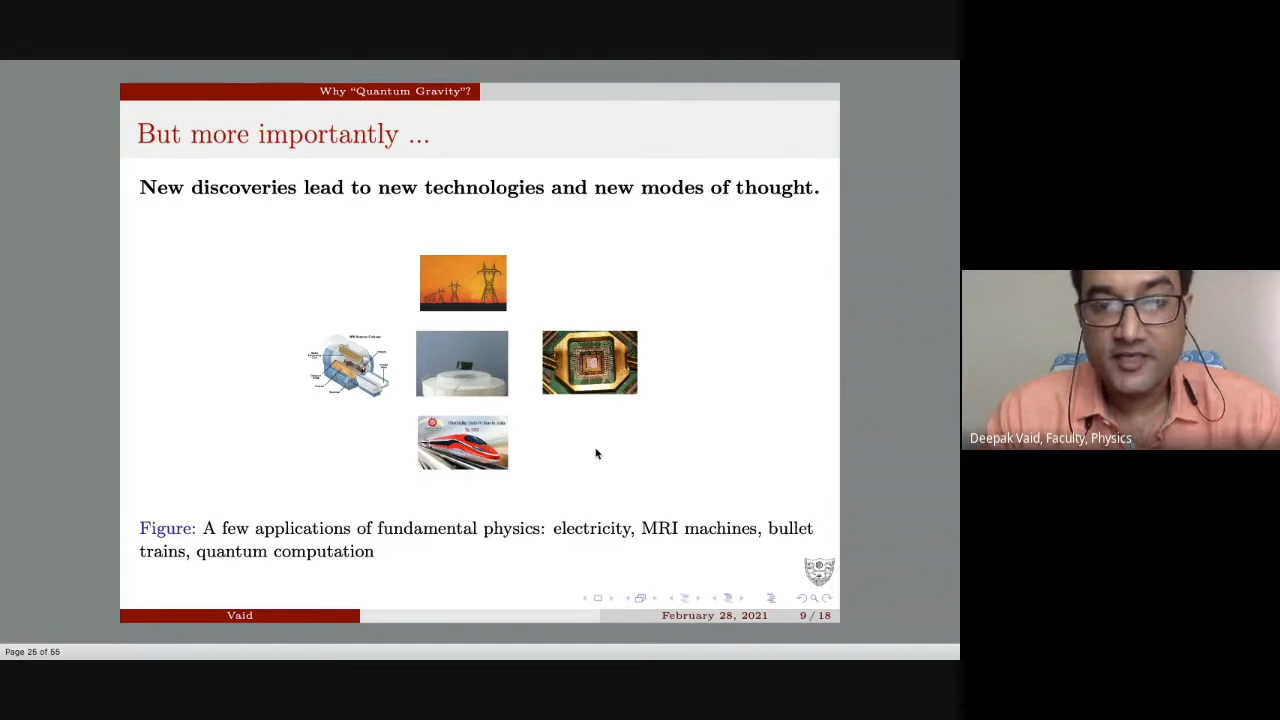 Why "Quantum Gravity"?
But more importantly ...
New discoveries lead to new technologies and new modes of thought.
Figure: A few applications of fundamental physics: electricity, MRI machines, bullet
trains, quantum computation
Vaid
February 28, 2021
9 / 18
Deepak Vaid, Faculty, Physics
Page 25 of 55